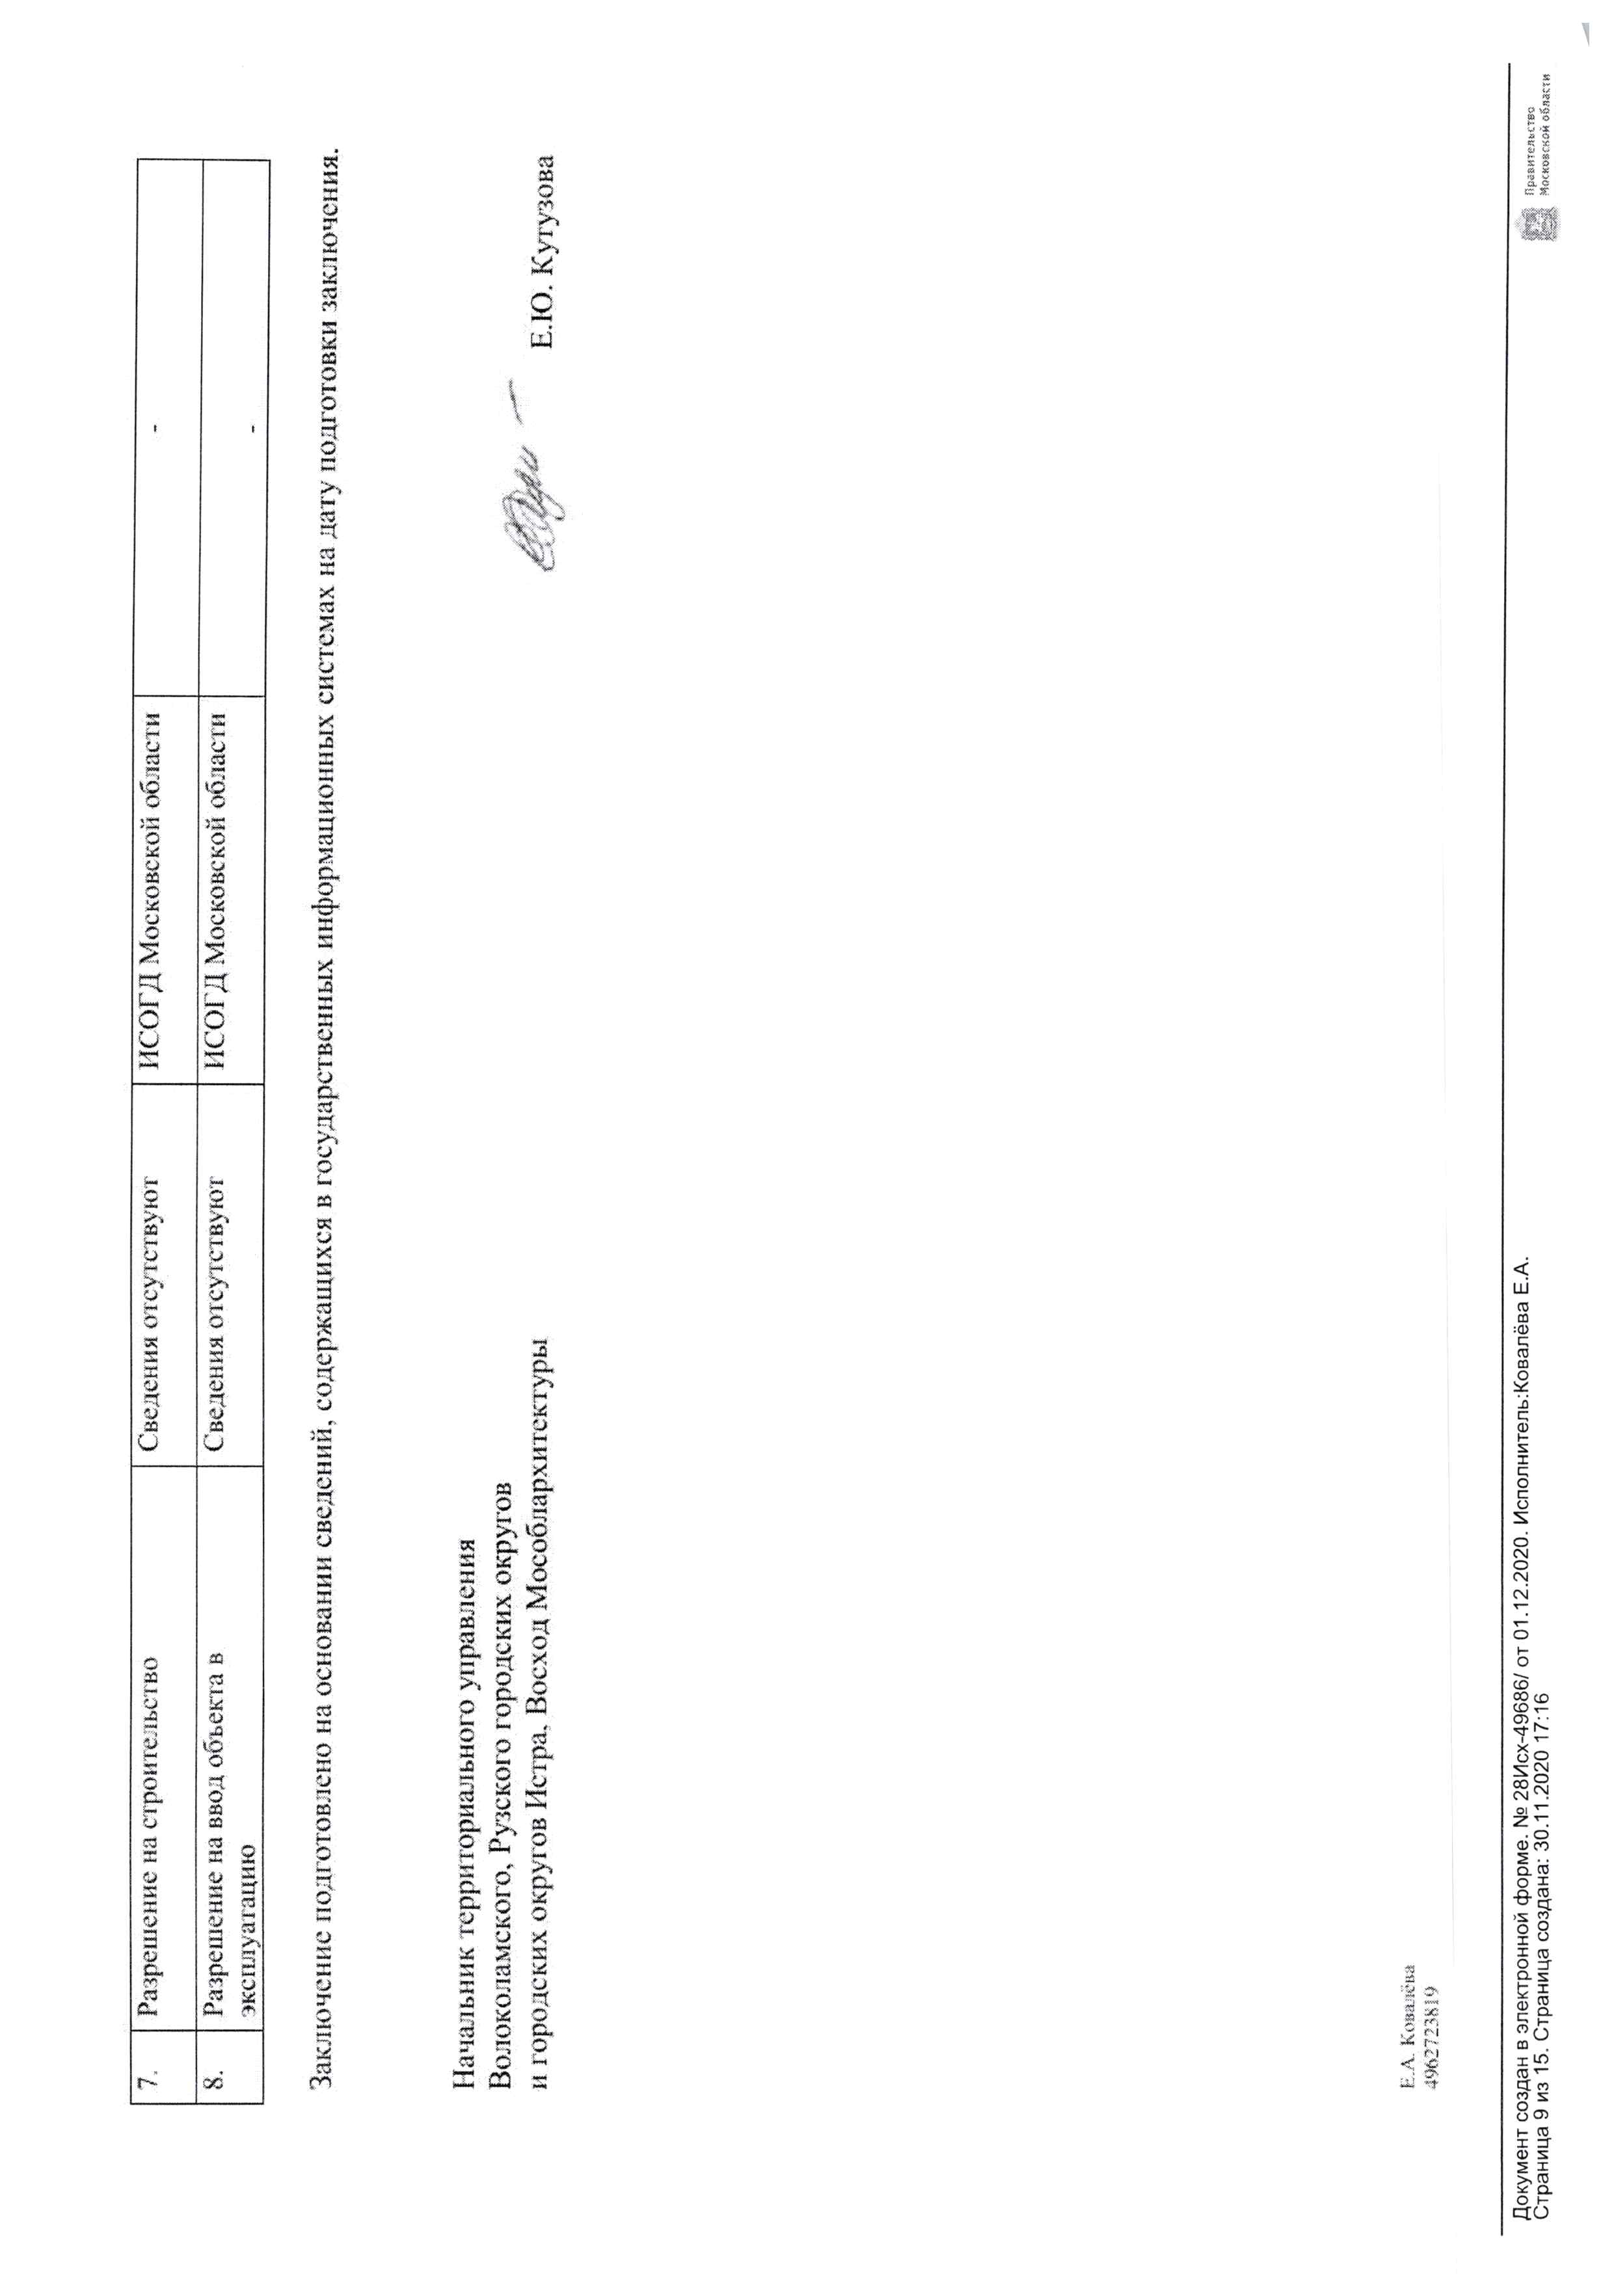 7. Разрешение на строительство Сведения отсутствуют ИСОГД Московской области -
8. Разрешение на ввод объекта в Сведения отсутствуют ИСОГД Московской области
эксплуатацию -
Заключение подготовлено на основании сведений, содержащихся в государственных информационных системах на дату подготовки заключения.
Начальник территориального управления
Волоколамского, Рузского городских округов
и городских округов Истра, Восход Мособлархитектуры Е.Ю. Кутузова
Е.А. Ковалёва
4962723819
Документ создан в электронной форме. № 28Исх-49686/ от 01.12.2020. Исполнитель:Ковалёва Е.А.
Страница 9 из 15. Страница создана: 30.11.2020 17:16
Правительство
Московской области